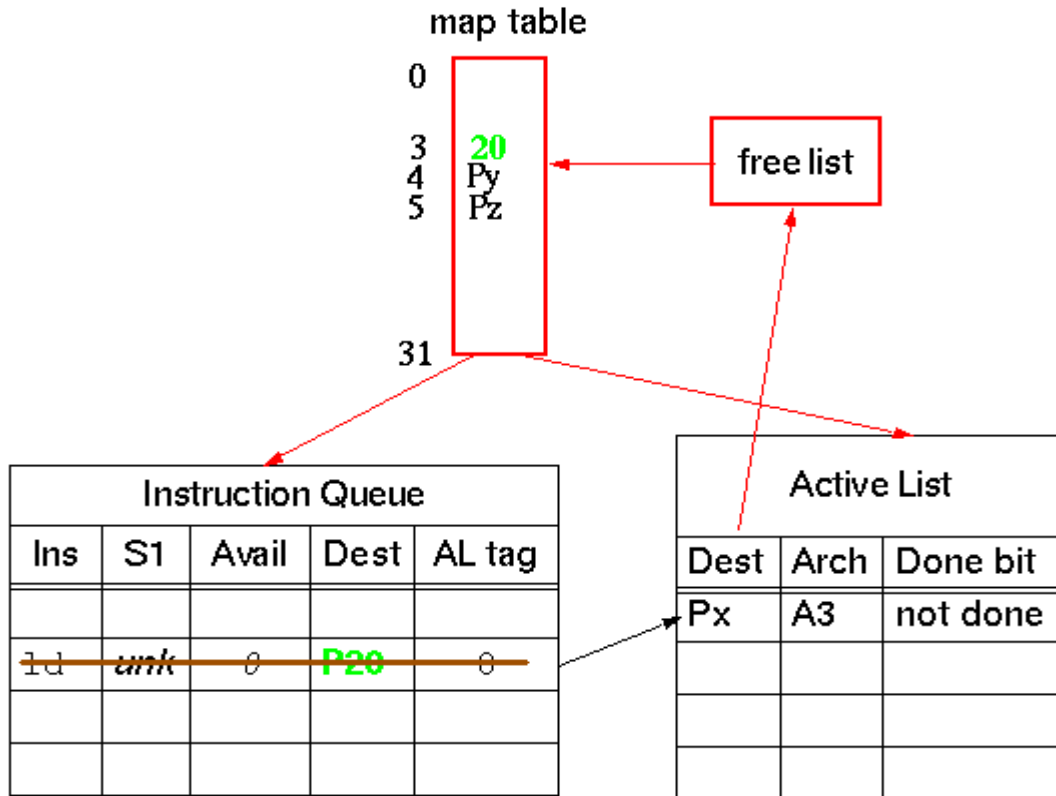 map table
0
3 20
4 Py
5 Pz
31
free list
Instruction Queue
Ins S1 Avail Dest AL tag
ld unk 0 P20 0
Active List
Dest Arch Done bit
Px A3 not done